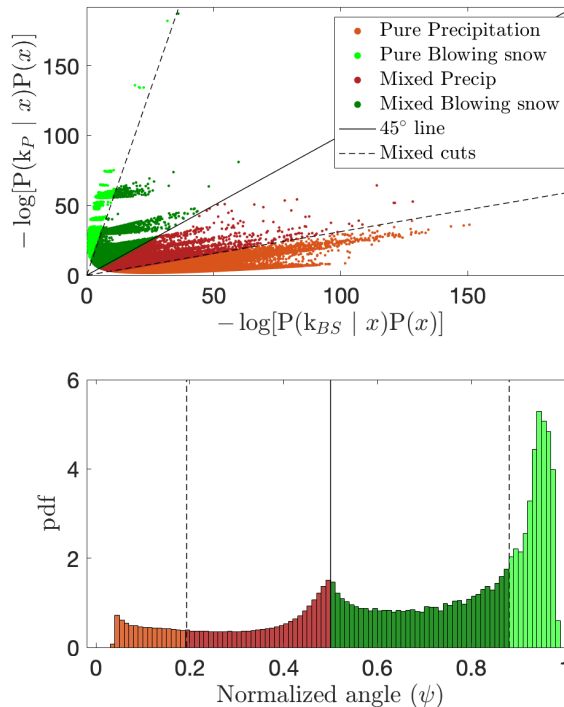 − log[P(k_P | x)P(x)]
150
100
50
0
0
50
100
150
− log[P(k_BS | x)P(x)]
Pure Precipitation
Pure Blowing snow
Mixed Precip
Mixed Blowing snow
45° line
Mixed cuts
pdf
6
4
2
0
0
0.2
0.4
0.6
0.8
1
Normalized angle (ψ)